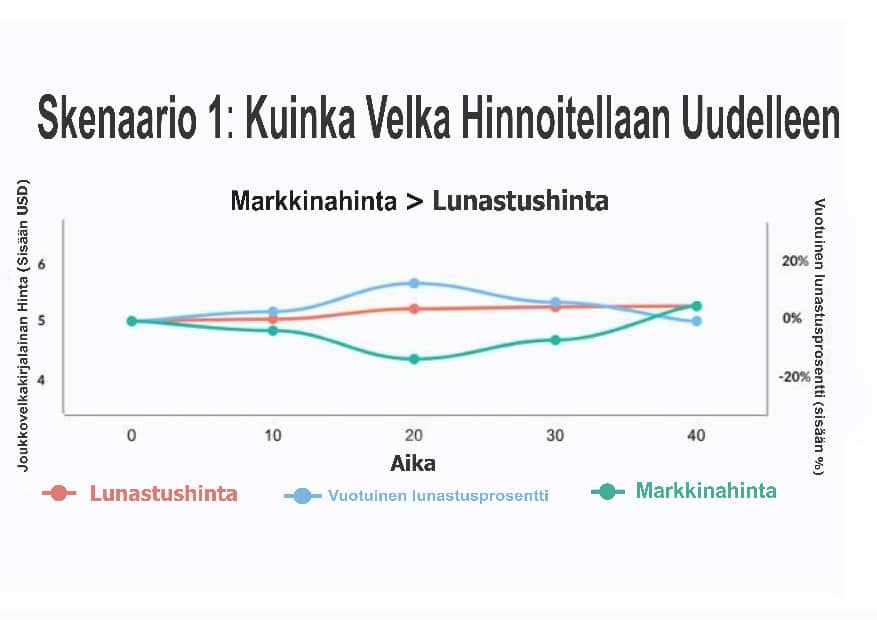 Skenaario 1: Kuinka Velka Hinnoitellaan Uudelleen
Markkinahinta > Lunastushinta
Joukkovelkakirjalainan Hinta (Sisään USD)
6
5
4
20%
0%
-20%
Vuotuinen lunastusprosentti (sisään %)
0 10 20 30 40
Aika
Lunastushinta Vuotuinen lunastusprosentti Markkinahinta